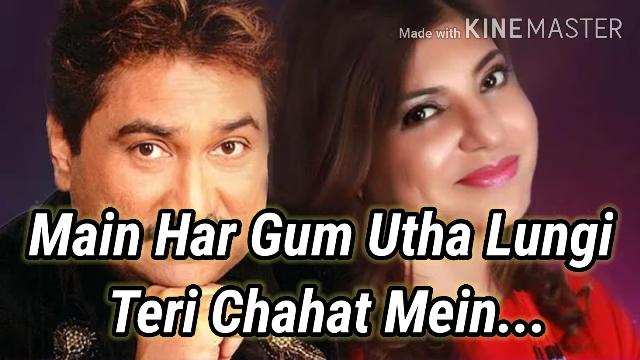 Made with KINEMASTER
Main Har Gum Utha Lungi
Teri Chahat Mein...